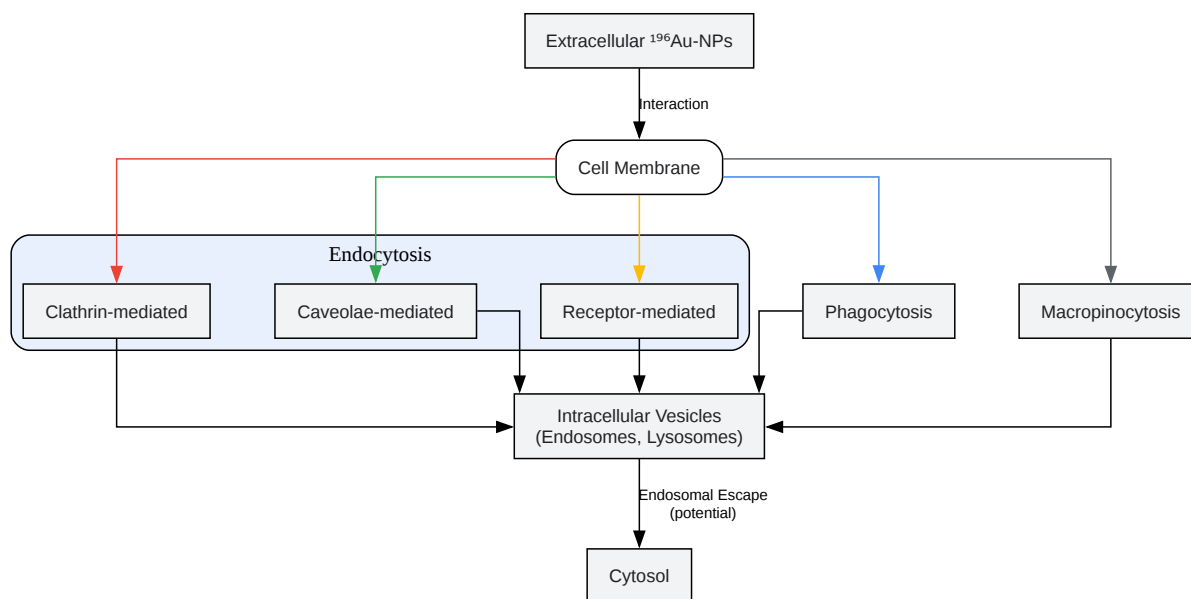 Extracellular ¹⁹⁶Au-NPs
Interaction
Cell Membrane
Endocytosis
Clathrin-mediated
Caveolae-mediated
Receptor-mediated
Phagocytosis
Macropinocytosis
Intracellular Vesicles
(Endosomes, Lysosomes)
Endosomal Escape
(potential)
Cytosol